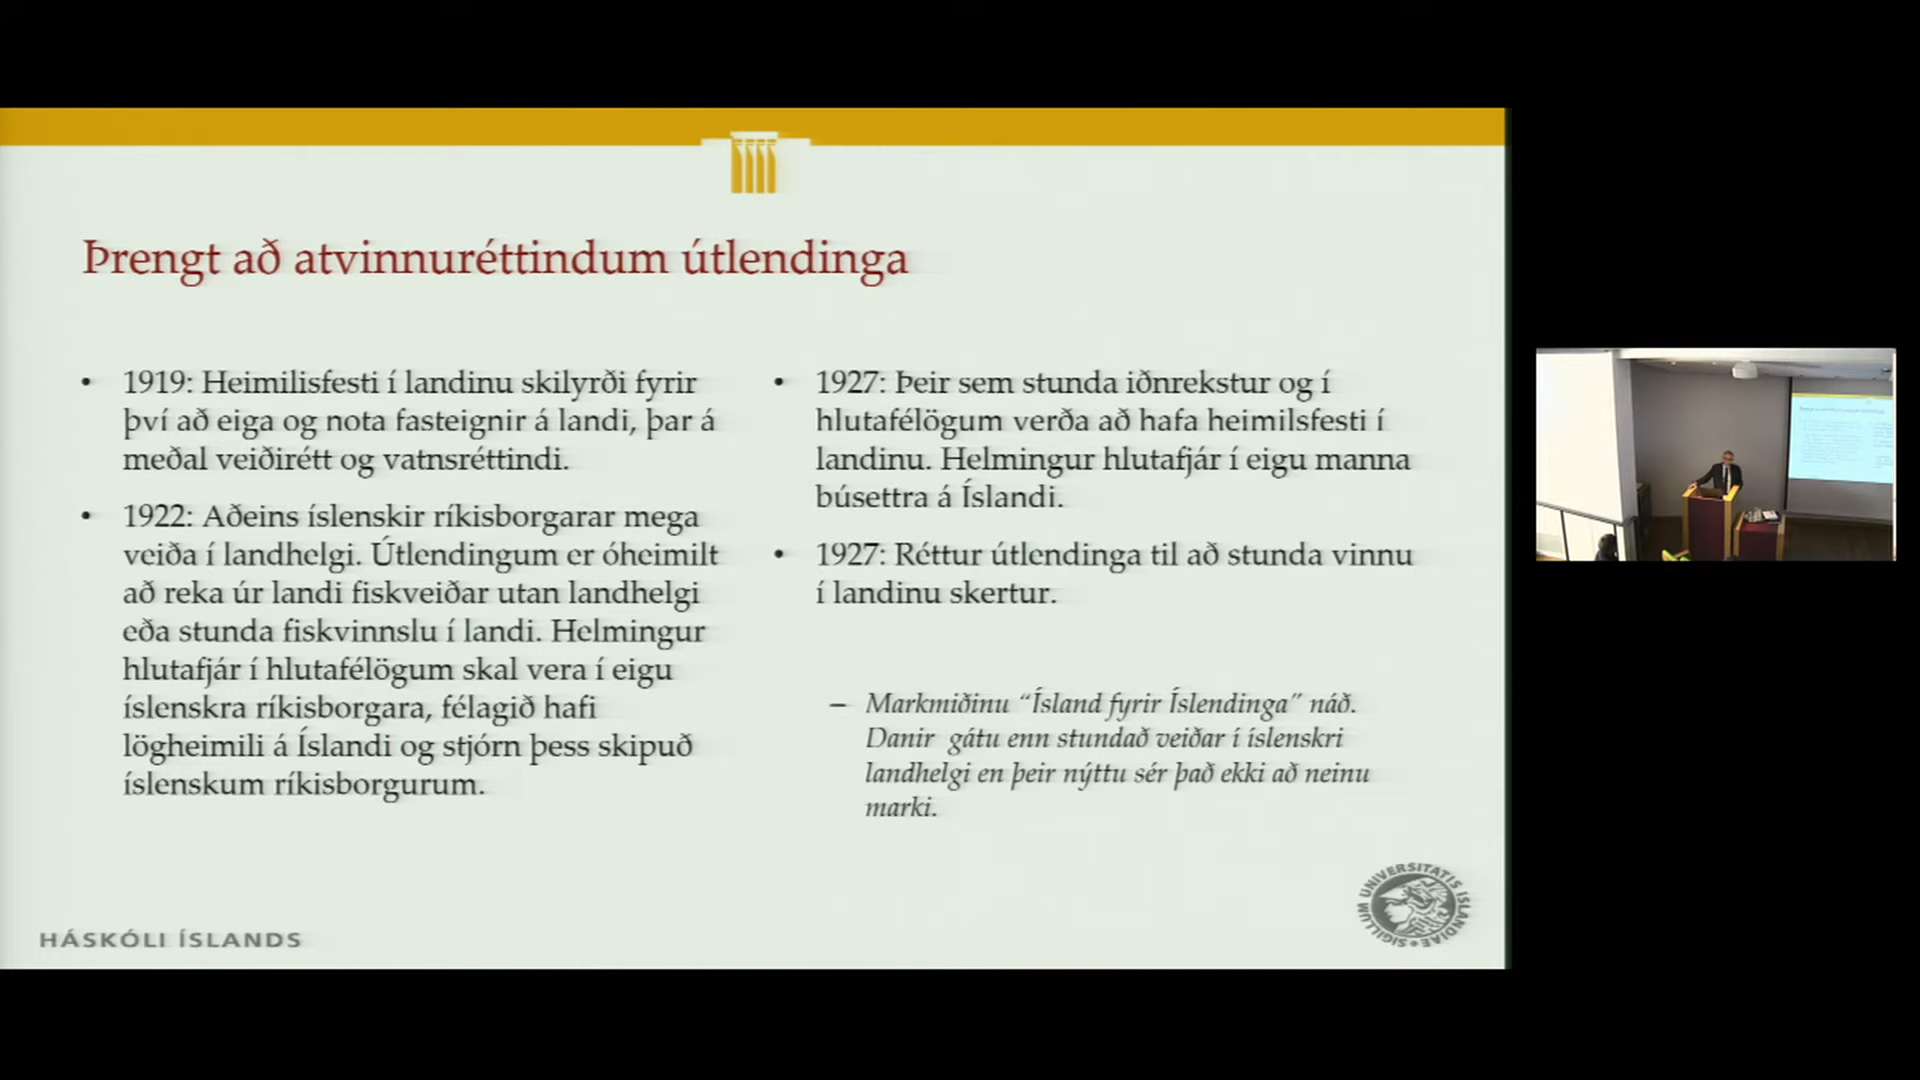 Þrengt að atvinnuréttindum útlendinga
• 1919: Heimilisfesti í landinu skilyrði fyrir
því að eiga og nota fasteignir á landi, þar á
meðal veiðirétt og vatnsréttindi.
• 1922: Aðeins íslenskir ríkisborgarar mega
veiða í landhelgi. Útlendingum er óheimilt
að reka úr landi fiskveiðar utan landhelgi
eða stunda fiskvinnslu í landi. Helmingur
hlutafjár í hlutafélögum skal vera í eigu
íslenskra ríkisborgara, félagið hafi
lögheimili á Íslandi og stjórn þess skipuð
íslenskum ríkisborgurum.
• 1927: Þeir sem stunda iðnrekstur og í
hlutafélögum verða að hafa heimilsfesti í
landinu. Helmingur hlutafjár í eigu manna
búsettra á Íslandi.
• 1927: Réttur útlendinga til að stunda vinnu
í landinu skertur.
– Markmiðinu “Ísland fyrir Íslendinga” náð.
Danir gátu enn stundað veiðar í íslenskri
landhelgi en þeir nýttu sér það ekki að neinu
marki.
HÁSKÓLI ÍSLANDS
SIGILLUM UNIVERSITATIS ISLANDIAE